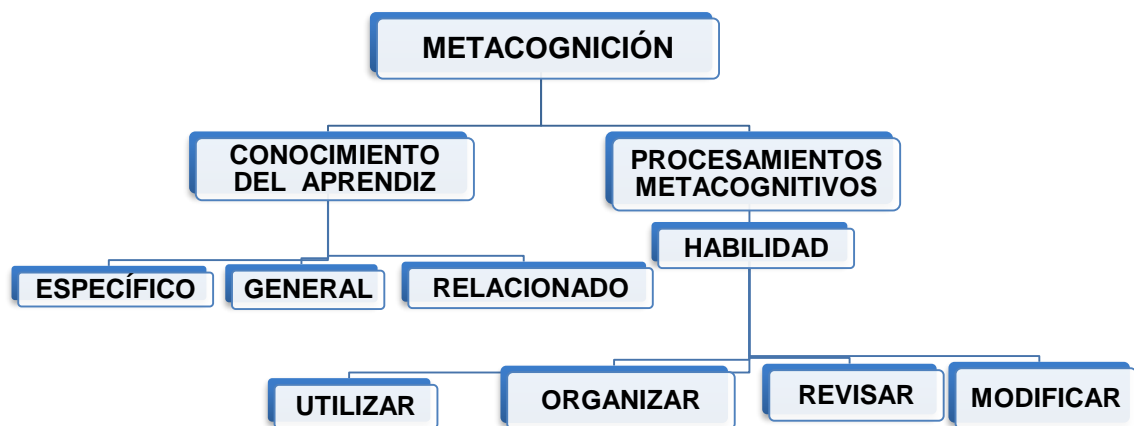 METACOGNICIÓN
CONOCIMIENTO
DEL APRENDIZ
PROCESAMIENTOS
METACOGNITIVOS
HABILIDAD
ESPECÍFICO
GENERAL
RELACIONADO
UTILIZAR
ORGANIZAR
REVISAR
MODIFICAR